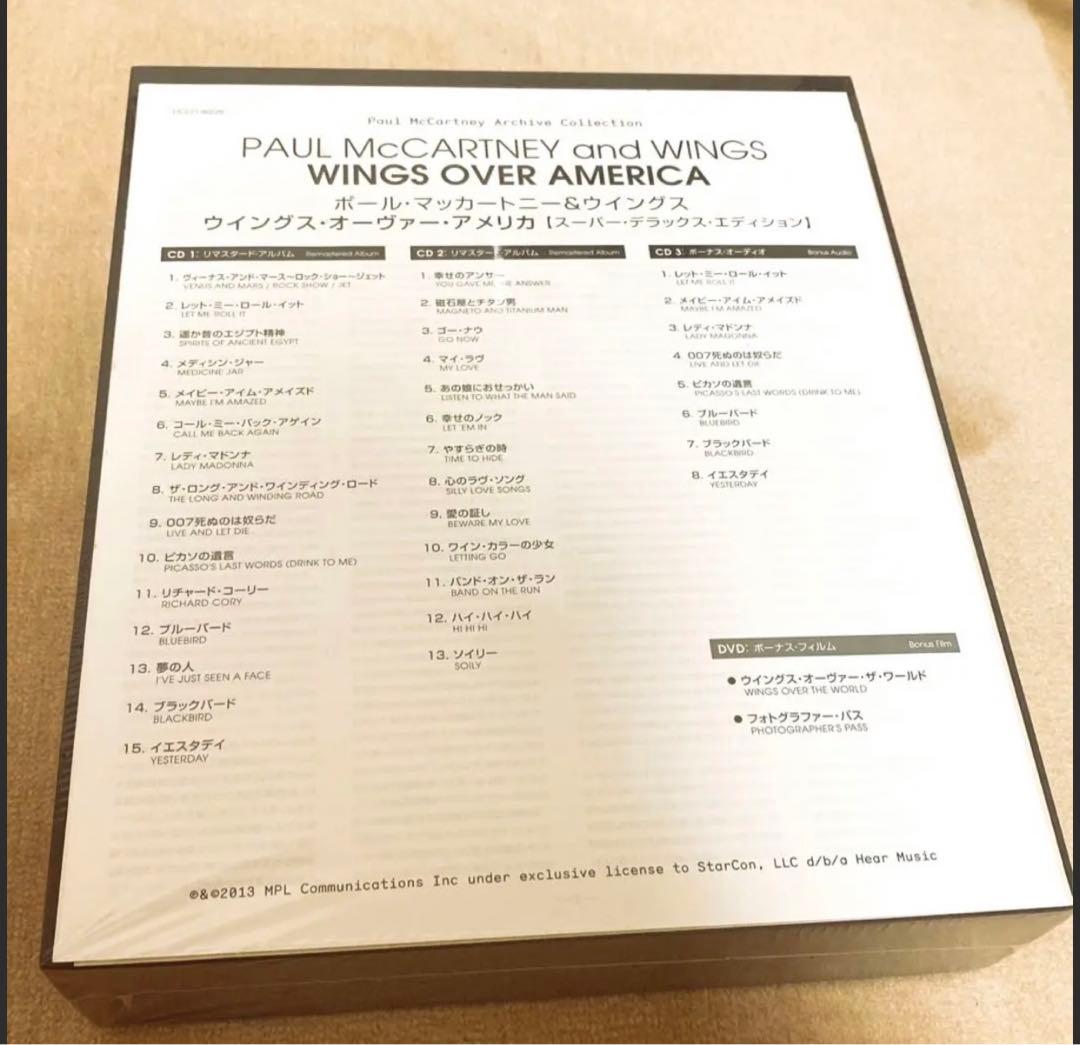 Paul McCartney Archive Collection
PAUL McCARTNEY and WINGS
WINGS OVER AMERICA
ポール・マッカートニー&ウイングス
ウイングス・オーヴァー・アメリカ【スーパー・デラックス・エディション】
CD 1: リマスタード・アルバム Remastered Album
1. ヴィーナス・アンド・マース〜ロック・ショー〜ジェット
VENUS AND MARS / ROCK SHOW / JET
2. レット・ミー・ロール・イット
LET ME ROLL IT
3.遥か昔のエジプト精神
SPIRITS OF ANCIENT EGYPT
4. メディシン・ジャー
MEDICINE JAR
5. メイビー・アイム・アメイズド
MAYBE I'M AMAZED
6. コール・ミー・バック・アゲイン
CALL ME BACK AGAIN
7. レディ・マドンナ
LADY MADONNA
8. ザ・ロング・アンド・ワインディング・ロード
THE LONG AND WINDING ROAD
9. 007死ぬのは奴らだ
LIVE AND LET DIE
10. ピカソの遺言
PICASSO'S LAST WORDS (DRINK TO ME)
11. リチャード・コーリー
RICHARD CORY
12. ブルーバード
BLUEBIRD
13. 夢の人
I'VE JUST SEEN A FACE
14. ブラックバード
BLACKBIRD
15. イエスタデイ
YESTERDAY
CD 2: リマスタード・アルバム Remastered Album
1. 幸せのアンサー
YOU GAVE ME THE ANSWER
2. 磁石屋とチタン男
MAGNETO AND TITANIUM MAN
3. ゴー・ナウ
GO NOW
4. マイ・ラヴ
MY LOVE
5. あの娘におせっかい
LISTEN TO WHAT THE MAN SAID
6. 幸せのノック
LET 'EM IN
7. やすらぎの時
TIME TO HIDE
8. 心のラヴ・ソング
SILLY LOVE SONGS
9. 愛の証し
BEWARE MY LOVE
10. ワイン・カラーの少女
LETTING GO
11. バンド・オン・ザ・ラン
BAND ON THE RUN
12. ハイ・ハイ・ハイ
HI HI HI
13. ソイリー
SOILY
CD 3: ボーナス・オーディオ Bonus Audio
1. レット・ミー・ロール・イット
LET ME ROLL IT
2. メイビー・アイム・アメイズド
MAYBE I'M AMAZED
3. レディ・マドンナ
LADY MADONNA
4. 007死ぬのは奴らだ
LIVE AND LET DIE
5. ピカソの遺言
PICASSO'S LAST WORDS (DRINK TO ME)
6. ブルーバード
BLUEBIRD
7. ブラックバード
BLACKBIRD
8. イエスタデイ
YESTERDAY
DVD: ボーナス・フィルム Bonus Film
● ウイングス・オーヴァー・ザ・ワールド
WINGS OVER THE WORLD
● フォトグラファー・パス
PHOTOGRAPHER'S PASS
℗&©2013 MPL Communications Inc under exclusive license to StarCon, LLC d/b/a Hear Music